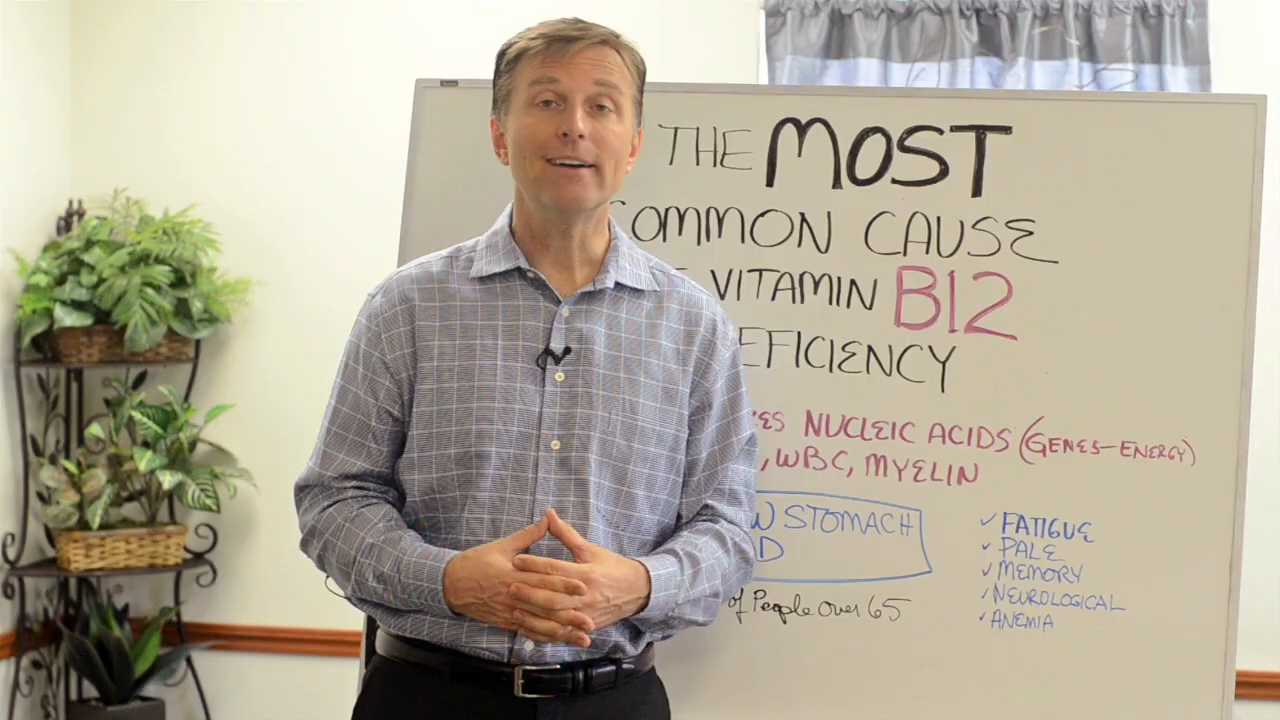 THE MOST
COMMON CAUSE
VITAMIN B12
EFICIENCY
ES NUCLEIC ACIDS (GENES-ENERGY)
, WBC, MYELIN
W STOMACH
D
of People over 65
✓ FATIGUE
✓ PALE
✓ MEMORY
✓ NEUROLOGICAL
✓ ANEMIA